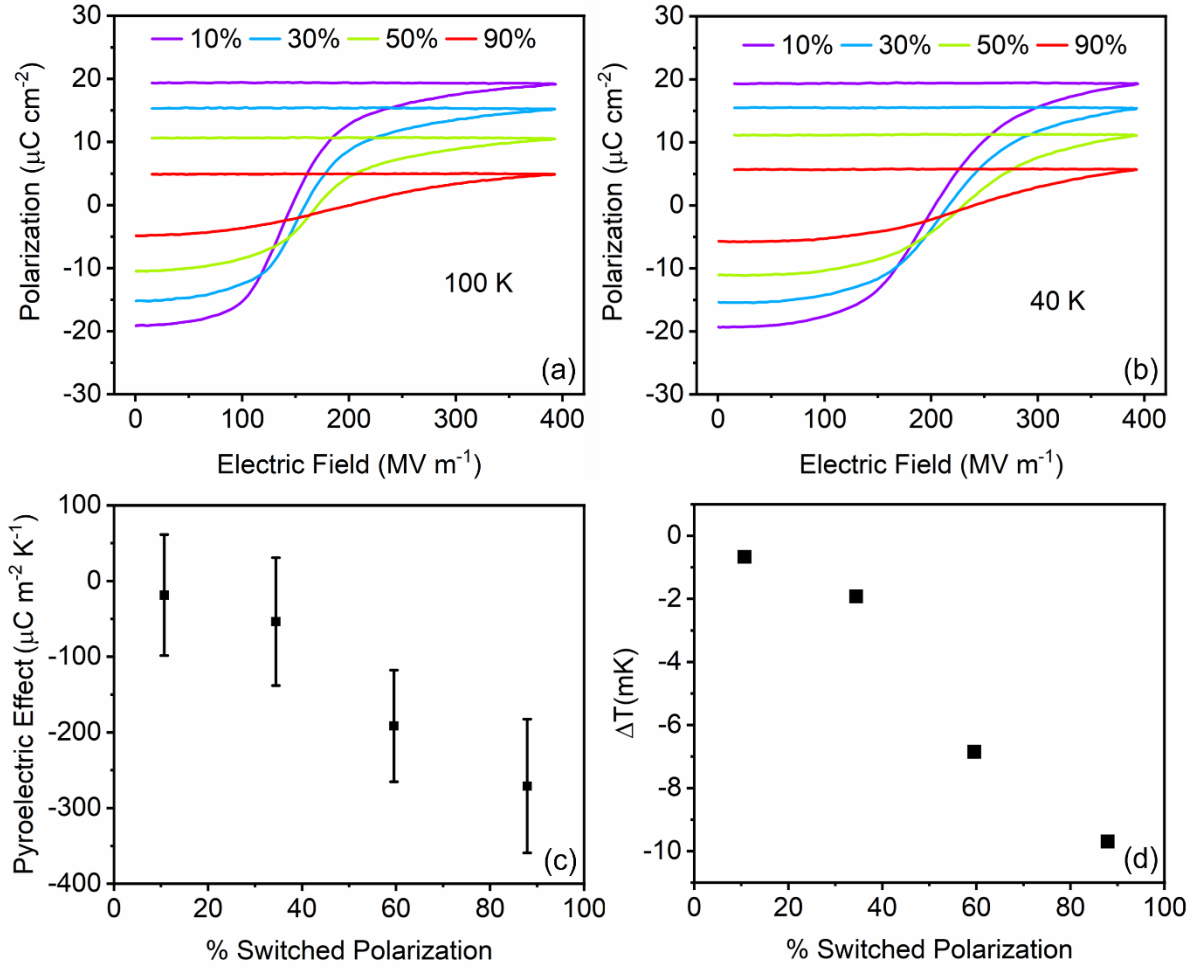 30
20
10
0
-10
-20
-30
Polarization (μC cm-2)
10% 30% 50% 90%
100 K
(a)
0 100 200 300 400
Electric Field (MV m-1)
30
20
10
0
-10
-20
-30
Polarization (μC cm-2)
10% 30% 50% 90%
40 K
(b)
0 100 200 300 400
Electric Field (MV m-1)
100
0
-100
-200
-300
-400
Pyroelectric Effect (μC m-2 K-1)
(c)
0 20 40 60 80 100
% Switched Polarization
0
-2
-4
-6
-8
-10
ΔT(mK)
(d)
0 20 40 60 80 100
% Switched Polarization